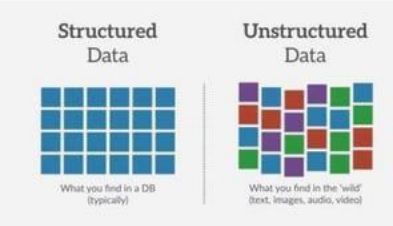 Structured
Data
What you find in a DB
(typically)
Unstructured
Data
What you find in the 'wild'
(text, images, audio, video)